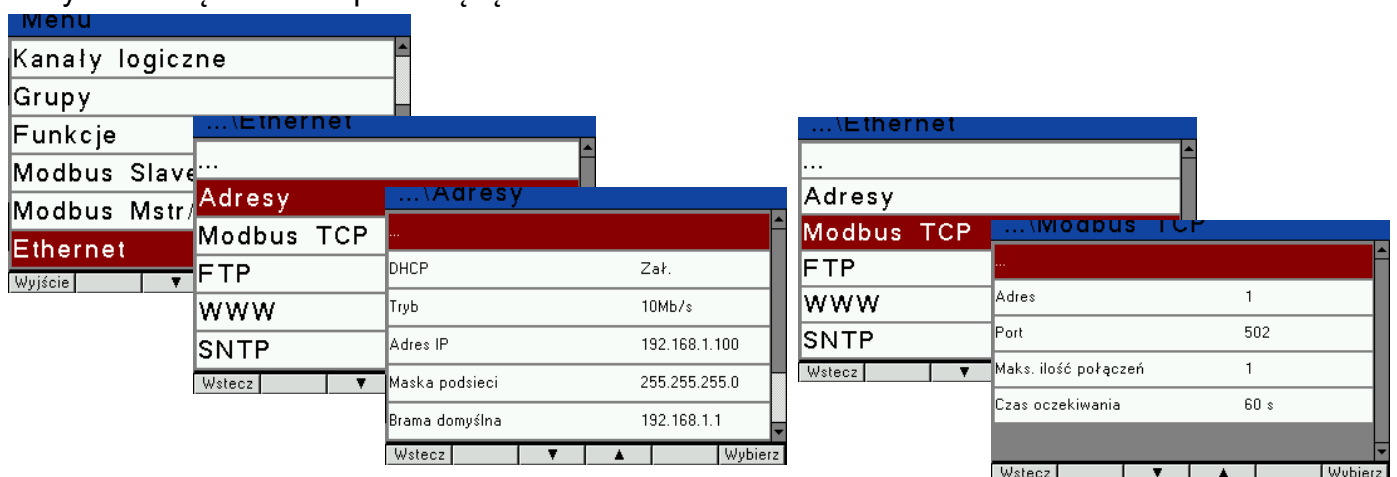 Menu
Kanały logiczne
Grupy
Funkcje
Modbus Slave
Modbus Mstr/
Ethernet
Wyjście ▼
...\Ethernet
...
Adresy
Modbus TCP
FTP
WWW
SNTP
Wstecz ▼
...\Adresy
...
DHCP Zał.
Tryb 10Mb/s
Adres IP 192.168.1.100
Maska podsieci 255.255.255.0
Brama domyślna 192.168.1.1
Wstecz ▼ ▲ Wybierz
...\Ethernet
...
Adresy
Modbus TCP
FTP
WWW
SNTP
Wstecz ▼
...\Modbus TCP
...
Adres 1
Port 502
Maks. ilość połączeń 1
Czas oczekiwania 60 s
Wstecz ▼ ▲ Wybierz